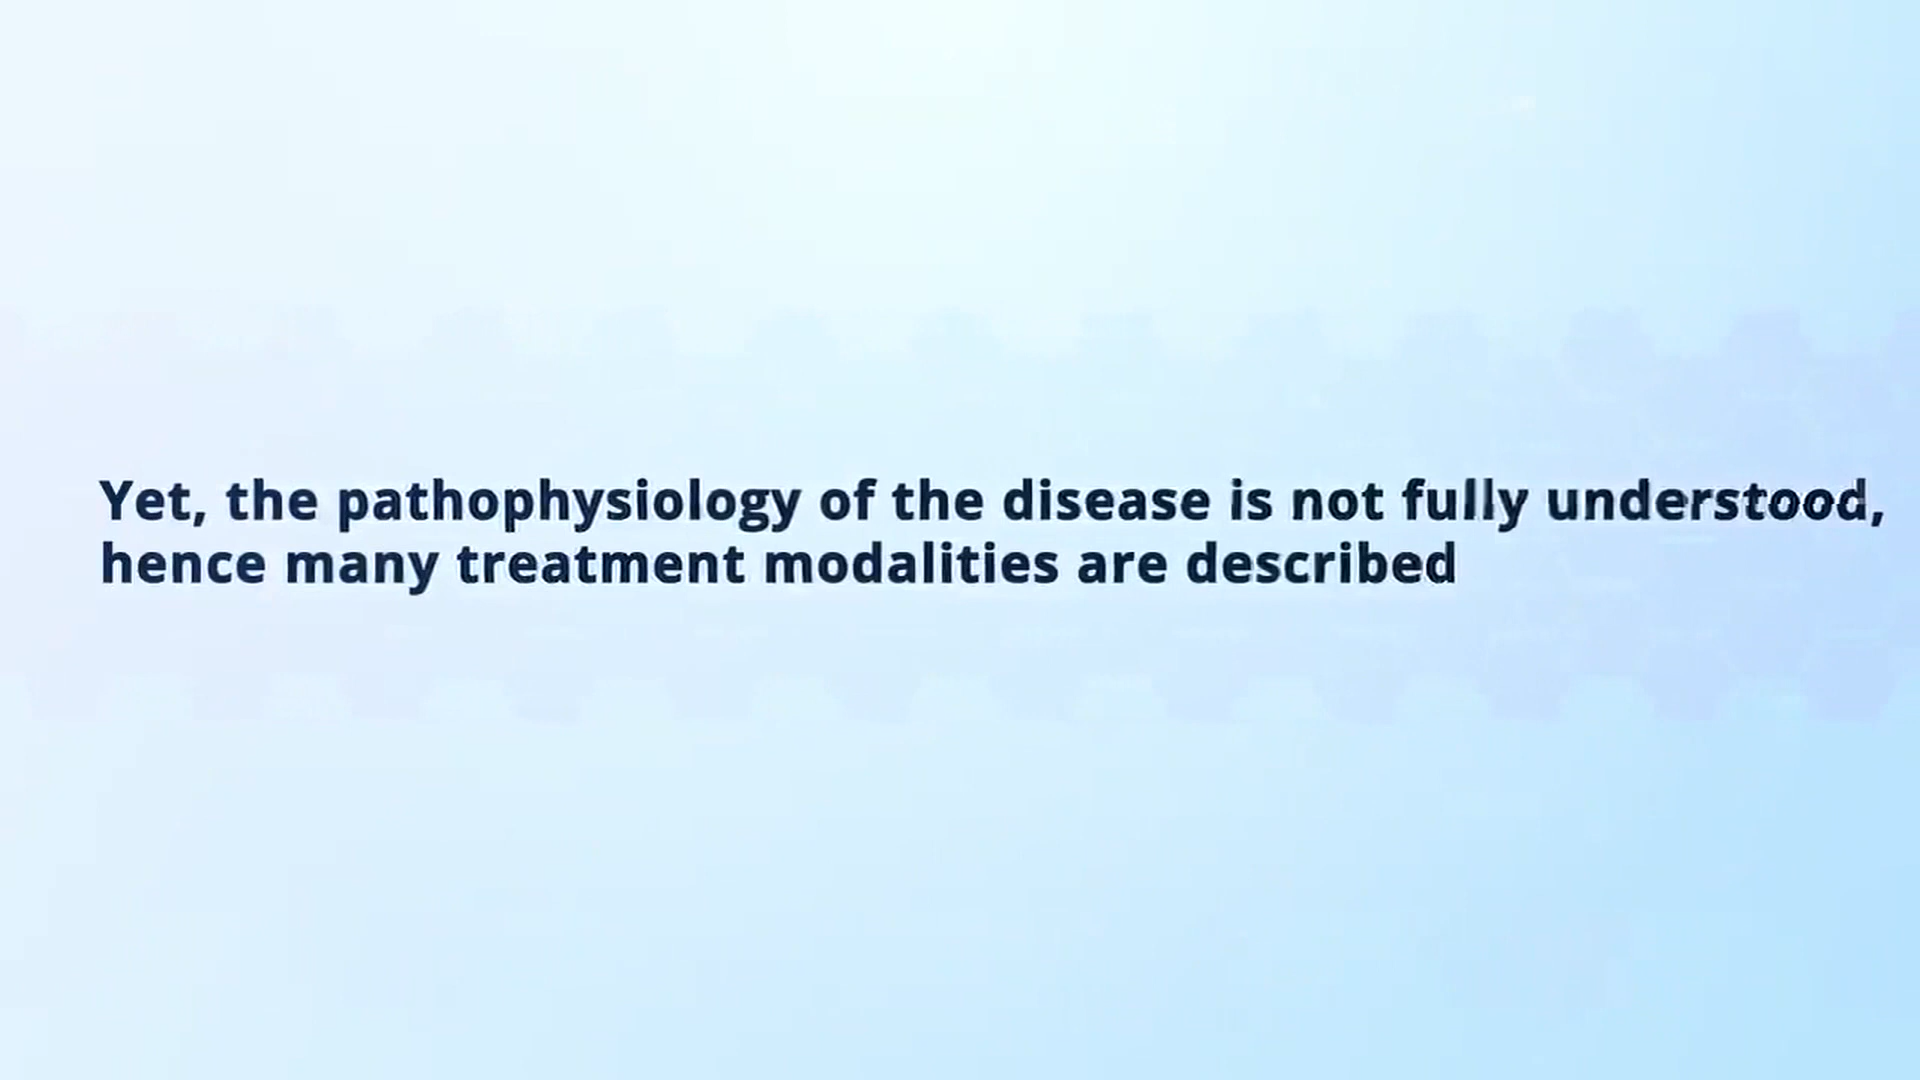 Yet, the pathophysiology of the disease is not fully understood,
hence many treatment modalities are described